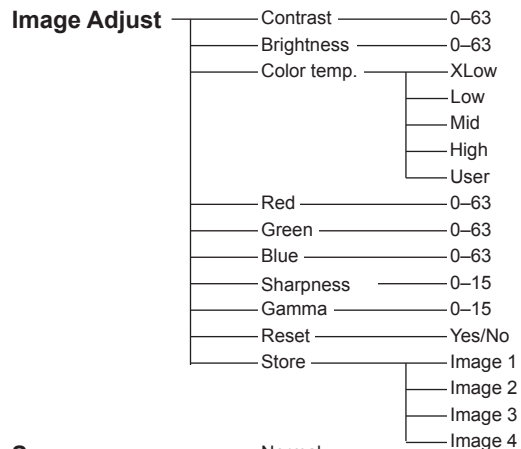 Image Adjust Contrast 0–63
Brightness 0–63
Color temp. XLow
Low
Mid
High
User
Red 0–63
Green 0–63
Blue 0–63
Sharpness 0–15
Gamma 0–15
Reset Yes/No
Store Image 1
Image 2
Image 3
Image 4